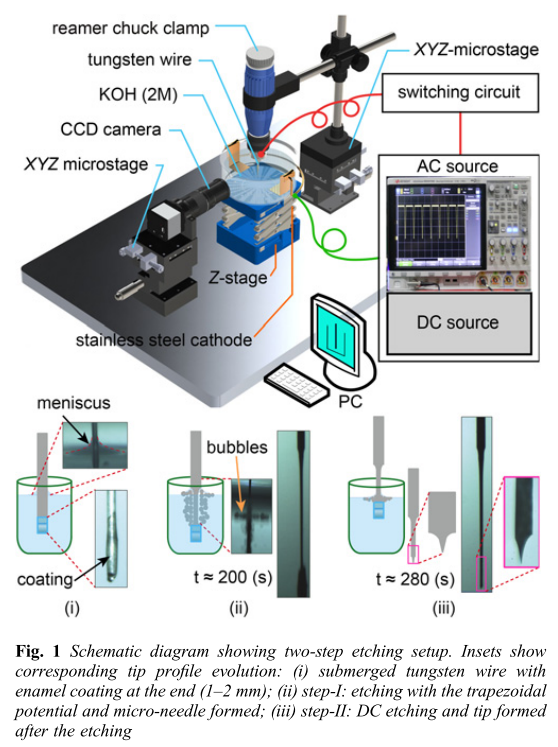 reamer chuck clamp
tungsten wire
XYZ-microstage
KOH (2M)
switching circuit
CCD camera
XYZ microstage
AC source
Z-stage
DC source
stainless steel cathode
PC
meniscus
bubbles
coating
t ≈ 200 (s)
t ≈ 280 (s)
(i)
(ii)
(iii)
Fig. 1 Schematic diagram showing two-step etching setup. Insets show
corresponding tip profile evolution: (i) submerged tungsten wire with
enamel coating at the end (1–2 mm); (ii) step-I: etching with the trapezoidal
potential and micro-needle formed; (iii) step-II: DC etching and tip formed
after the etching